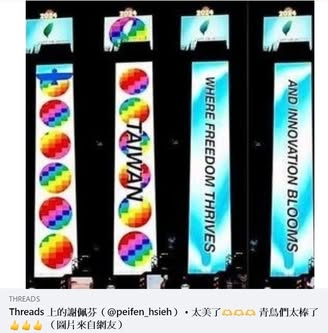 TAIWAN
WHERE FREEDOM THRIVES
AND INNOVATION BLOOMS
THREADS
Threads 上的謝佩芬（@peifen_hsieh）• 太美了🫶🫶🫶 青鳥們太棒了
👍👍👍（圖片來自網友）